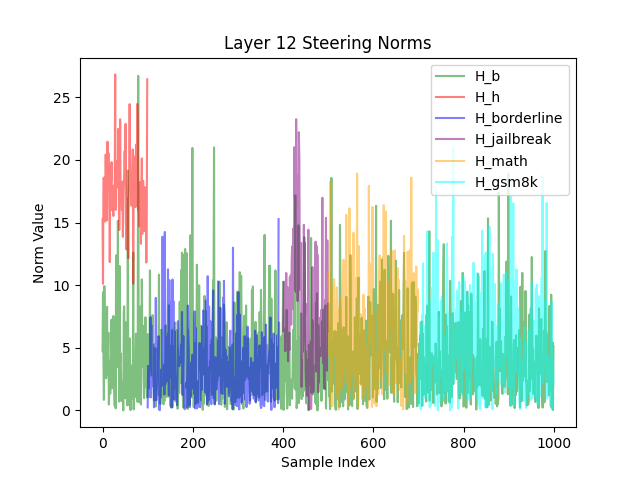 Layer 12 Steering Norms
H_b
H_h
H_borderline
H_jailbreak
H_math
H_gsm8k
Norm Value
25
20
15
10
5
0
0
200
400
600
800
1000
Sample Index